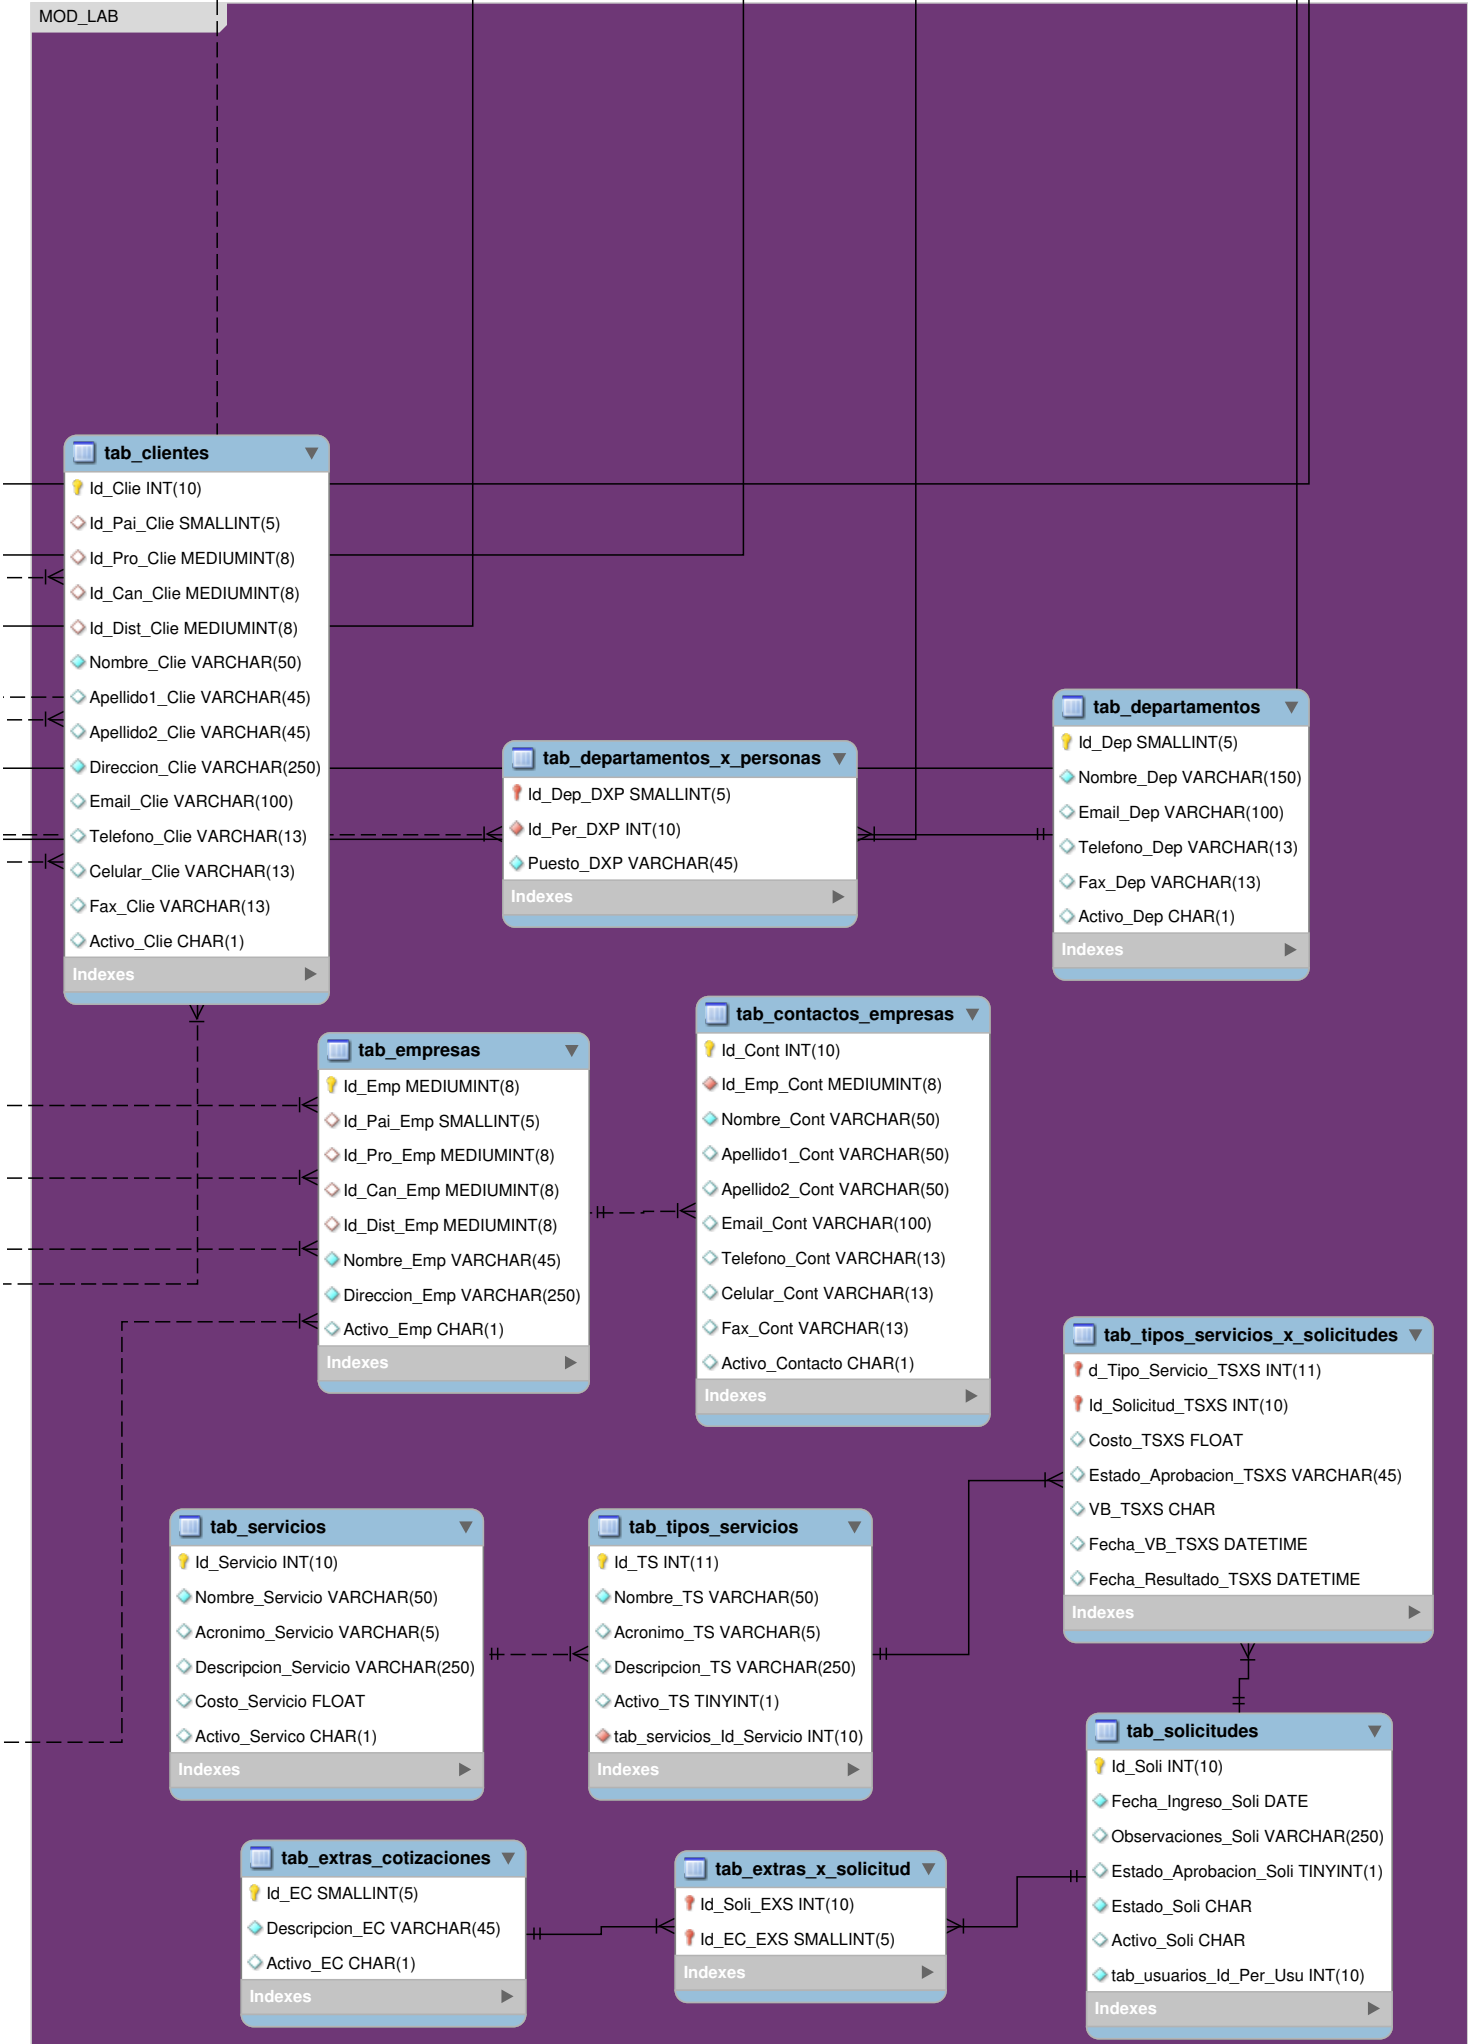 MOD_LAB
tab_clientes
Id_Clie INT(10)
Id_Pai_Clie SMALLINT(5)
Id_Pro_Clie MEDIUMINT(8)
Id_Can_Clie MEDIUMINT(8)
Id_Dist_Clie MEDIUMINT(8)
Nombre_Clie VARCHAR(50)
Apellido1_Clie VARCHAR(45)
Apellido2_Clie VARCHAR(45)
Direccion_Clie VARCHAR(250)
Email_Clie VARCHAR(100)
Telefono_Clie VARCHAR(13)
Celular_Clie VARCHAR(13)
Fax_Clie VARCHAR(13)
Activo_Clie CHAR(1)
Indexes
tab_departamentos_x_personas
Id_Dep_DXP SMALLINT(5)
Id_Per_DXP INT(10)
Puesto_DXP VARCHAR(45)
Indexes
tab_departamentos
Id_Dep SMALLINT(5)
Nombre_Dep VARCHAR(150)
Email_Dep VARCHAR(100)
Telefono_Dep VARCHAR(13)
Fax_Dep VARCHAR(13)
Activo_Dep CHAR(1)
Indexes
tab_empresas
Id_Emp MEDIUMINT(8)
Id_Pai_Emp SMALLINT(5)
Id_Pro_Emp MEDIUMINT(8)
Id_Can_Emp MEDIUMINT(8)
Id_Dist_Emp MEDIUMINT(8)
Nombre_Emp VARCHAR(45)
Direccion_Emp VARCHAR(250)
Activo_Emp CHAR(1)
Indexes
tab_contactos_empresas
Id_Cont INT(10)
Id_Emp_Cont MEDIUMINT(8)
Nombre_Cont VARCHAR(50)
Apellido1_Cont VARCHAR(50)
Apellido2_Cont VARCHAR(50)
Email_Cont VARCHAR(100)
Telefono_Cont VARCHAR(13)
Celular_Cont VARCHAR(13)
Fax_Cont VARCHAR(13)
Activo_Contacto CHAR(1)
Indexes
tab_tipos_servicios_x_solicitudes
d_Tipo_Servicio_TSXS INT(11)
Id_Solicitud_TSXS INT(10)
Costo_TSXS FLOAT
Estado_Aprobacion_TSXS VARCHAR(45)
VB_TSXS CHAR
Fecha_VB_TSXS DATETIME
Fecha_Resultado_TSXS DATETIME
Indexes
tab_servicios
Id_Servicio INT(10)
Nombre_Servicio VARCHAR(50)
Acronimo_Servicio VARCHAR(5)
Descripcion_Servicio VARCHAR(250)
Costo_Servicio FLOAT
Activo_Servico CHAR(1)
Indexes
tab_tipos_servicios
Id_TS INT(11)
Nombre_TS VARCHAR(50)
Acronimo_TS VARCHAR(5)
Descripcion_TS VARCHAR(250)
Activo_TS TINYINT(1)
tab_servicios_Id_Servicio INT(10)
Indexes
tab_solicitudes
Id_Soli INT(10)
Fecha_Ingreso_Soli DATE
Observaciones_Soli VARCHAR(250)
Estado_Aprobacion_Soli TINYINT(1)
Estado_Soli CHAR
Activo_Soli CHAR
tab_usuarios_Id_Per_Usu INT(10)
Indexes
tab_extras_cotizaciones
Id_EC SMALLINT(5)
Descripcion_EC VARCHAR(45)
Activo_EC CHAR(1)
Indexes
tab_extras_x_solicitud
Id_Soli_EXS INT(10)
Id_EC_EXS SMALLINT(5)
Indexes